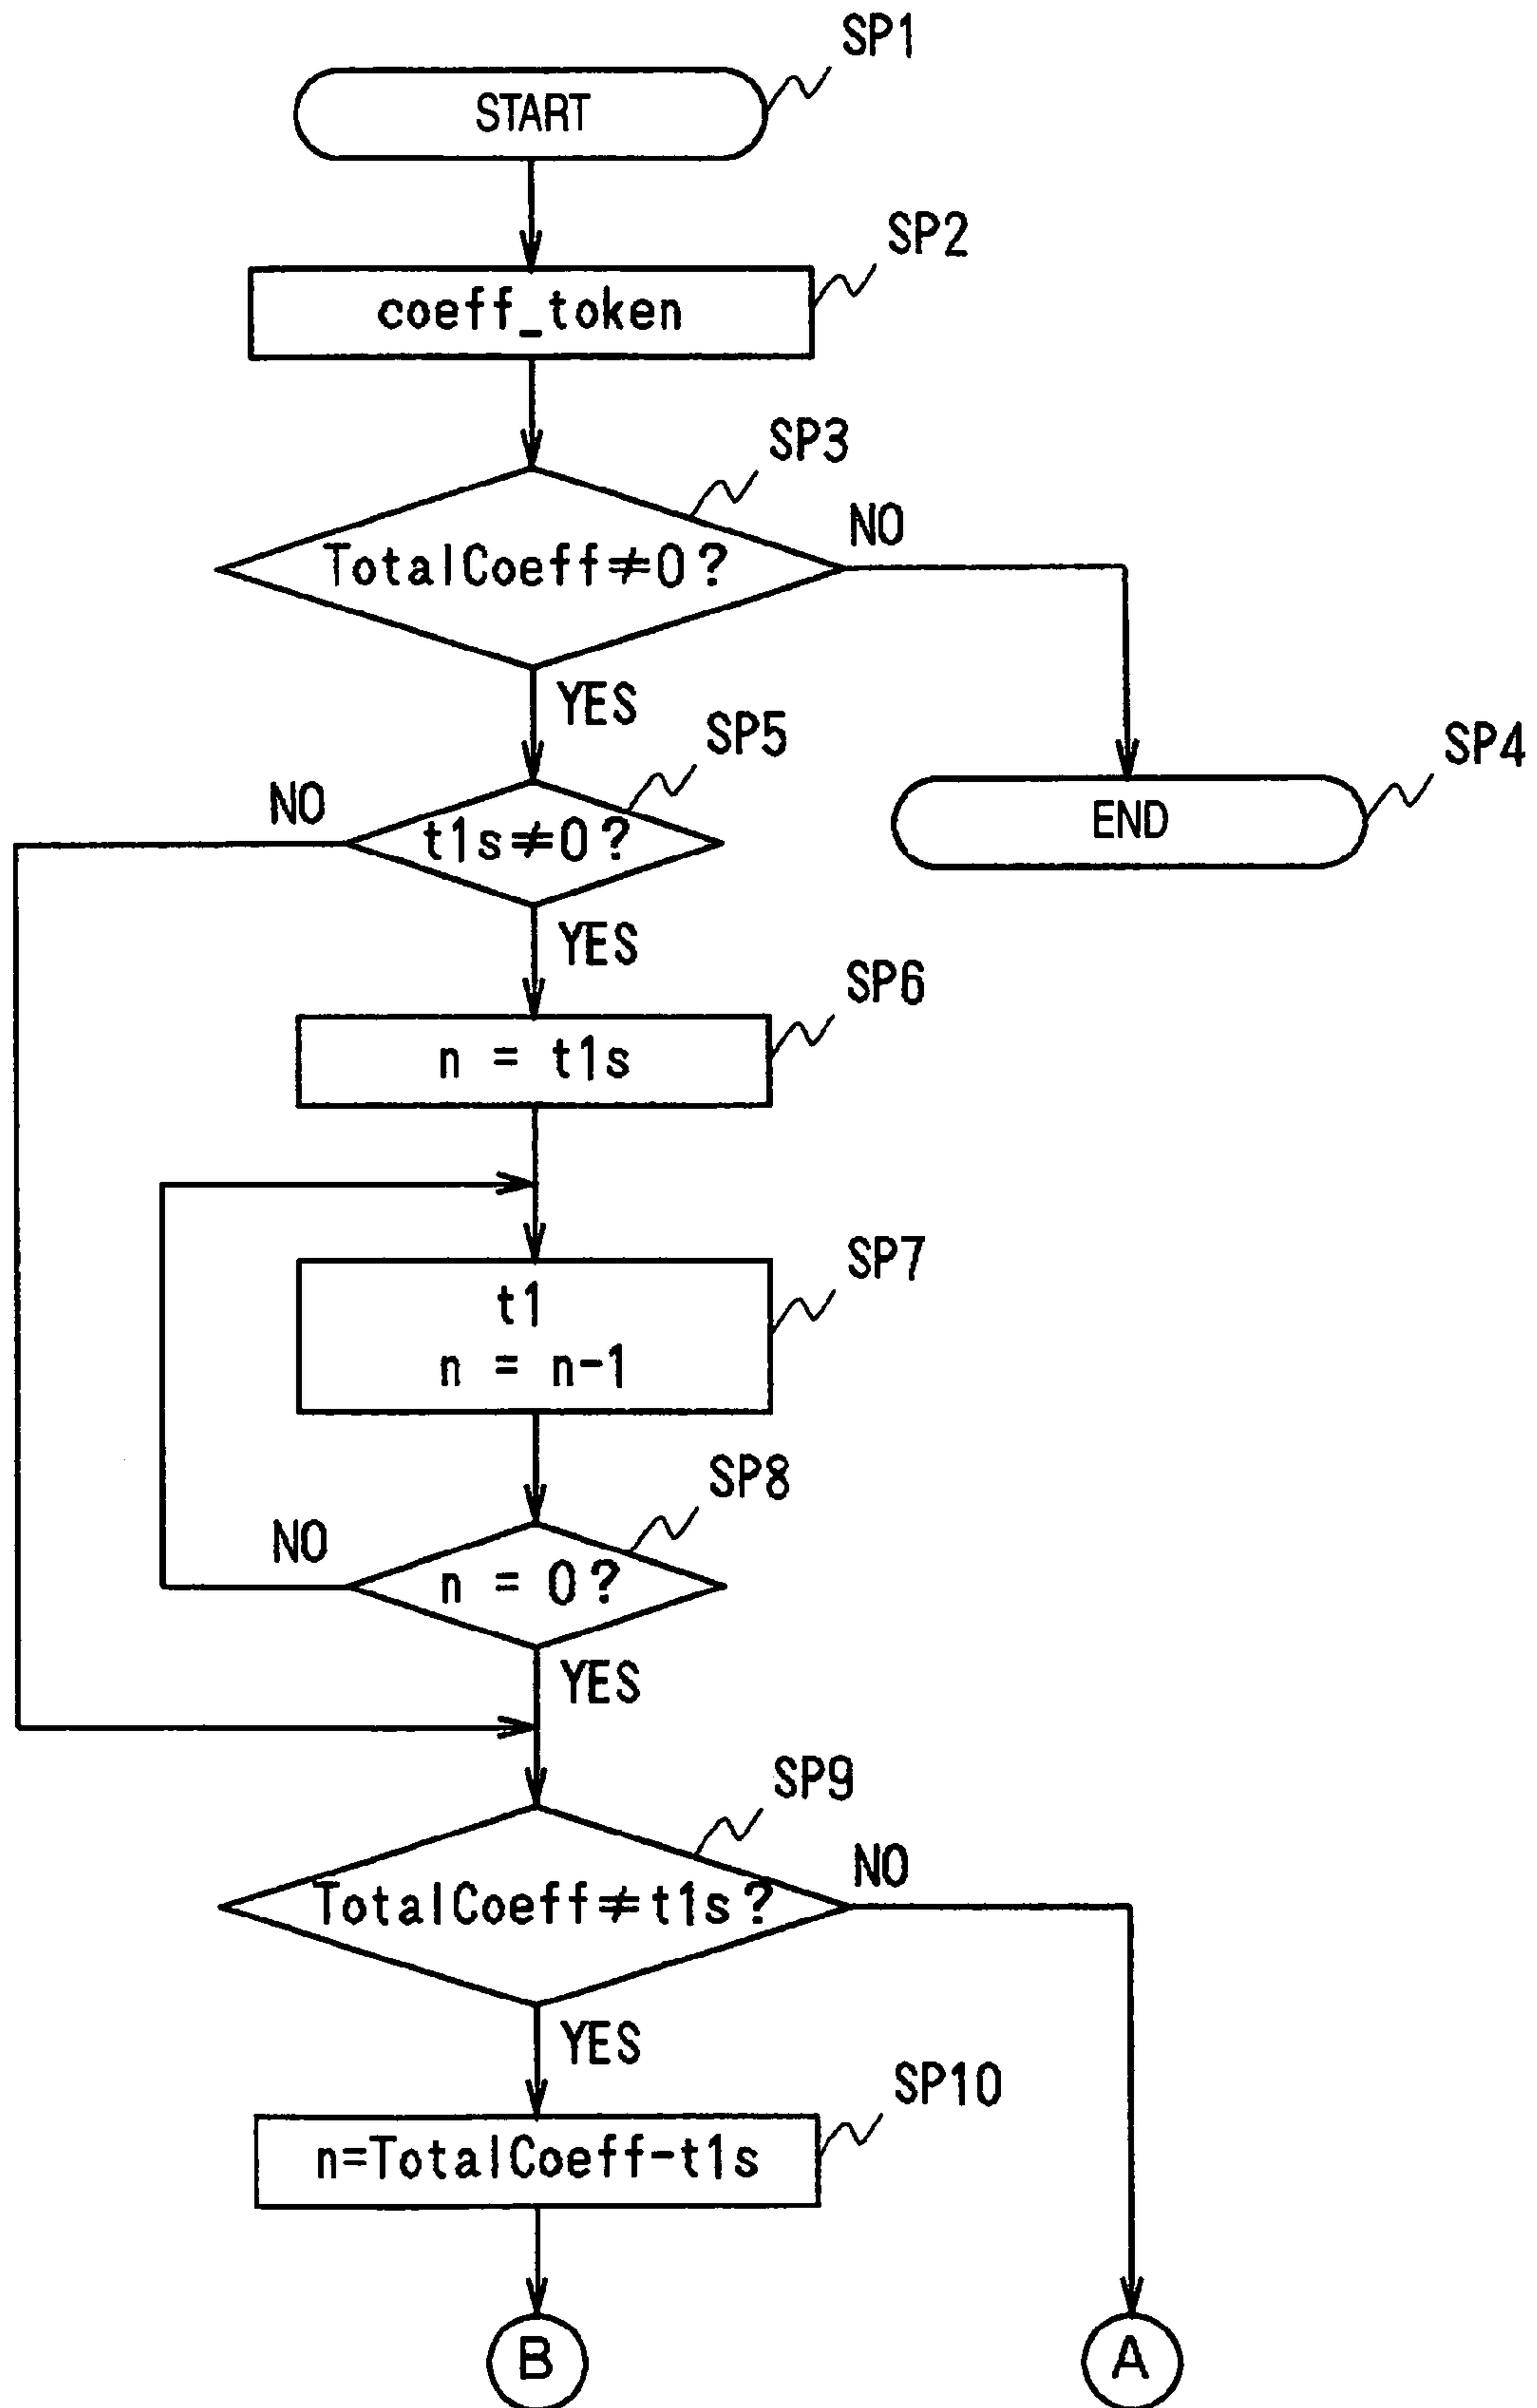 SP1
START
SP2
coeff_token
SP3
TotalCoeff≠0?
NO
YES
SP5
NO
t1s≠0?
SP4
END
YES
SP6
n = t1s
SP7
t1
n = n-1
SP8
NO
n = 0?
YES
SP9
TotalCoeff≠t1s?
NO
YES
SP10
n=TotalCoeff-t1s
B
A